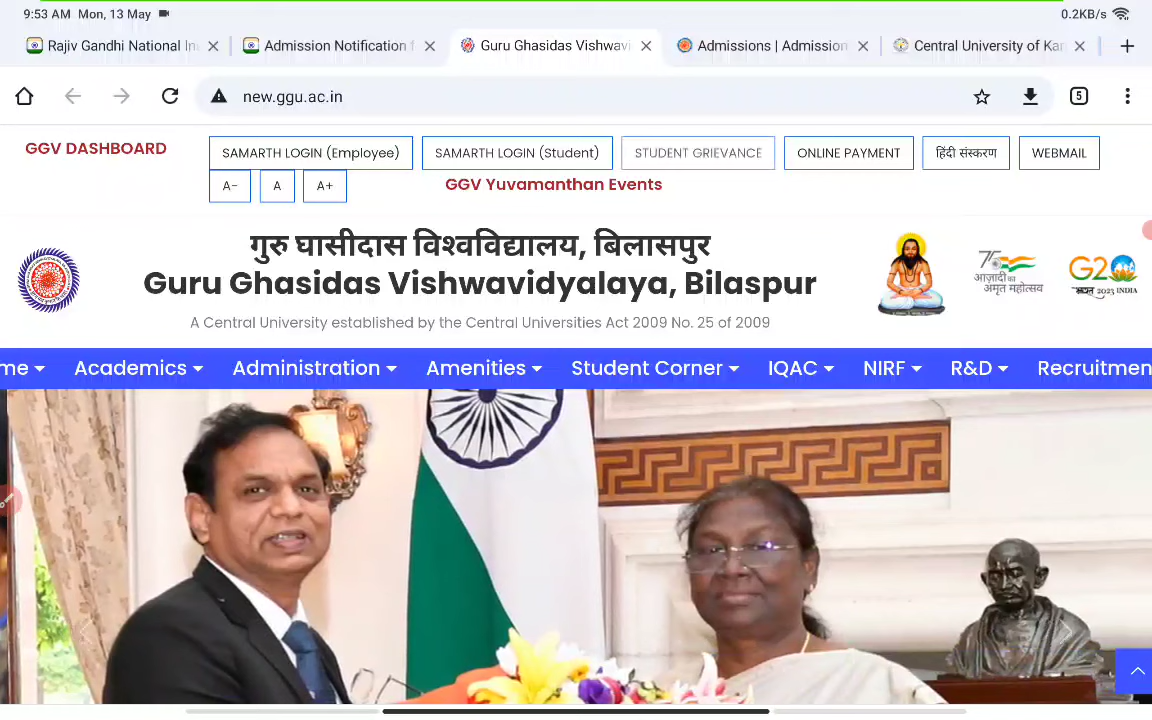 9:53 AM Mon, 13 May
0.2KB/s
Rajiv Gandhi National In
Admission Notification f
Guru Ghasidas Vishwavi
Admissions | Admission
Central University of Kar
new.ggu.ac.in
5
GGV DASHBOARD
SAMARTH LOGIN (Employee)
SAMARTH LOGIN (Student)
STUDENT GRIEVANCE
ONLINE PAYMENT
हिंदी संस्करण
WEBMAIL
A-
A
A+
GGV Yuvamanthan Events
गुरु घासीदास विश्वविद्यालय, बिलासपुर
Guru Ghasidas Vishwavidyalaya, Bilaspur
A Central University established by the Central Universities Act 2009 No. 25 of 2009
75
आज़ादी का
अमृत महोत्सव
G20
भारत 2023 INDIA
me
Academics
Administration
Amenities
Student Corner
IQAC
NIRF
R&D
Recruitmen